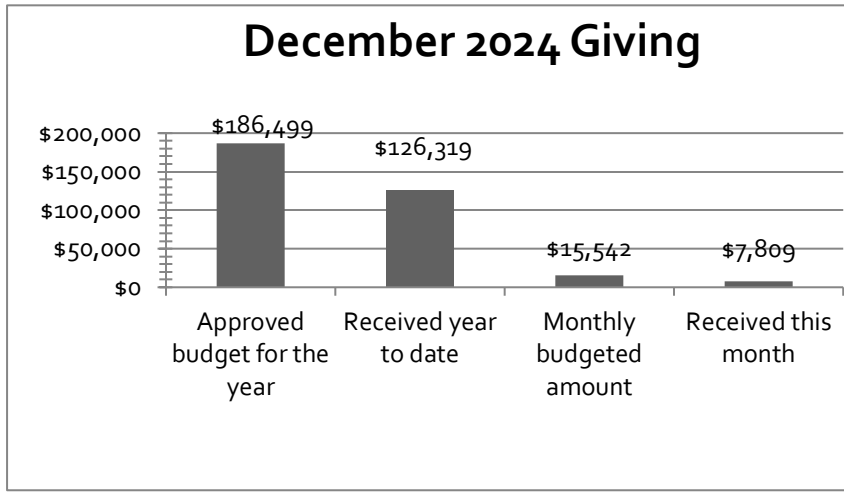 December 2024 Giving
$200,000
$150,000
$100,000
$50,000
$0
$186,499
$126,319
$15,542
$7,809
Approved
budget for the
year
Received year
to date
Monthly
budgeted
amount
Received this
month